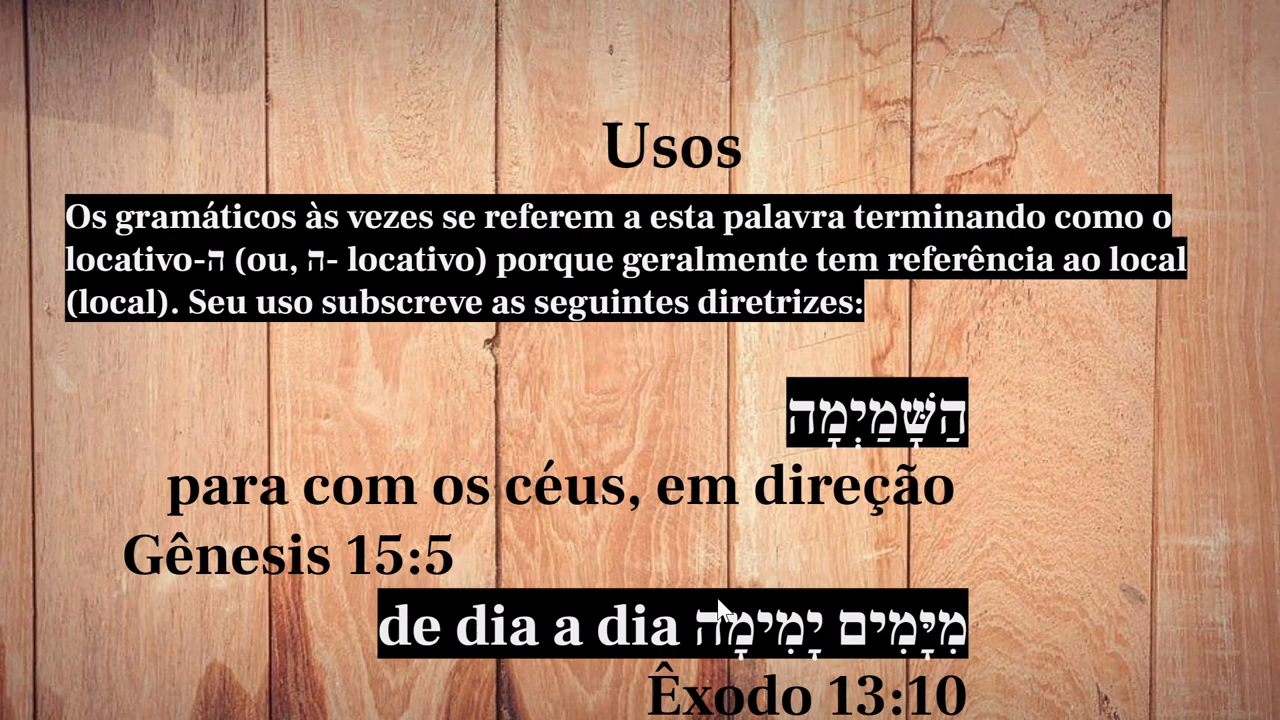 Usos
Os gramáticos às vezes se referem a esta palavra terminando como o
locativo-ה (ou, ה- locativo) porque geralmente tem referência ao local
(local). Seu uso subscreve as seguintes diretrizes:
הַשָּׁמַיְמָה
para com os céus, em direção
Gênesis 15:5
de dia a dia מִיָּמִים יָמִימָה
Êxodo 13:10